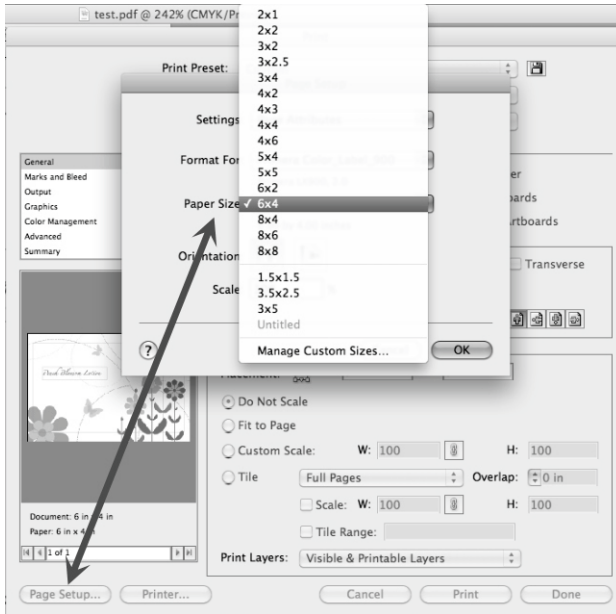 test.pdf @ 242% (CMYK/Pr
Print Preset:
2x1
2x2
3x2
3x2.5
3x4
4x2
4x3
4x4
4x6
5x4
5x5
6x2
✓ 6x4
8x4
8x6
8x8
1.5x1.5
3.5x2.5
3x5
Untitled
Manage Custom Sizes...
Settings
Format For
Paper Size
Orientation
Scale
?
OK
General
Marks and Bleed
Output
Graphics
Color Management
Advanced
Summary
ards
rtboards
Transverse
Placement:
Do Not Scale
Fit to Page
Custom Scale: W: 100 H: 100
Tile Full Pages Overlap: 0 in
Scale: W: 100 H: 100
Tile Range:
Print Layers: Visible & Printable Layers
Document: 6 in x 4 in
Paper: 6 in x 4 in
1 of 1
Page Setup... Printer... Cancel Print Done